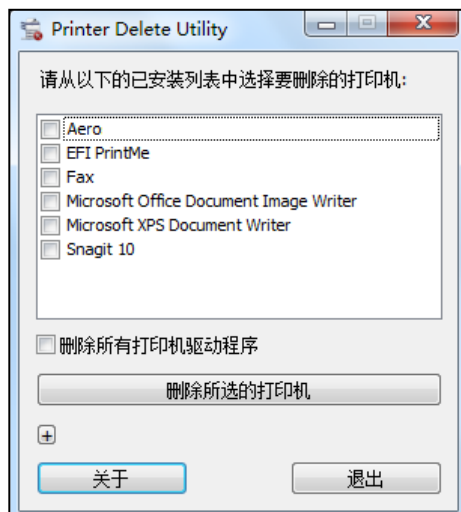 Printer Delete Utility
请从以下的已安装列表中选择要删除的打印机:
Aero
EFI PrintMe
Fax
Microsoft Office Document Image Writer
Microsoft XPS Document Writer
Snagit 10
删除所有打印机驱动程序
删除所选的打印机
关于
退出